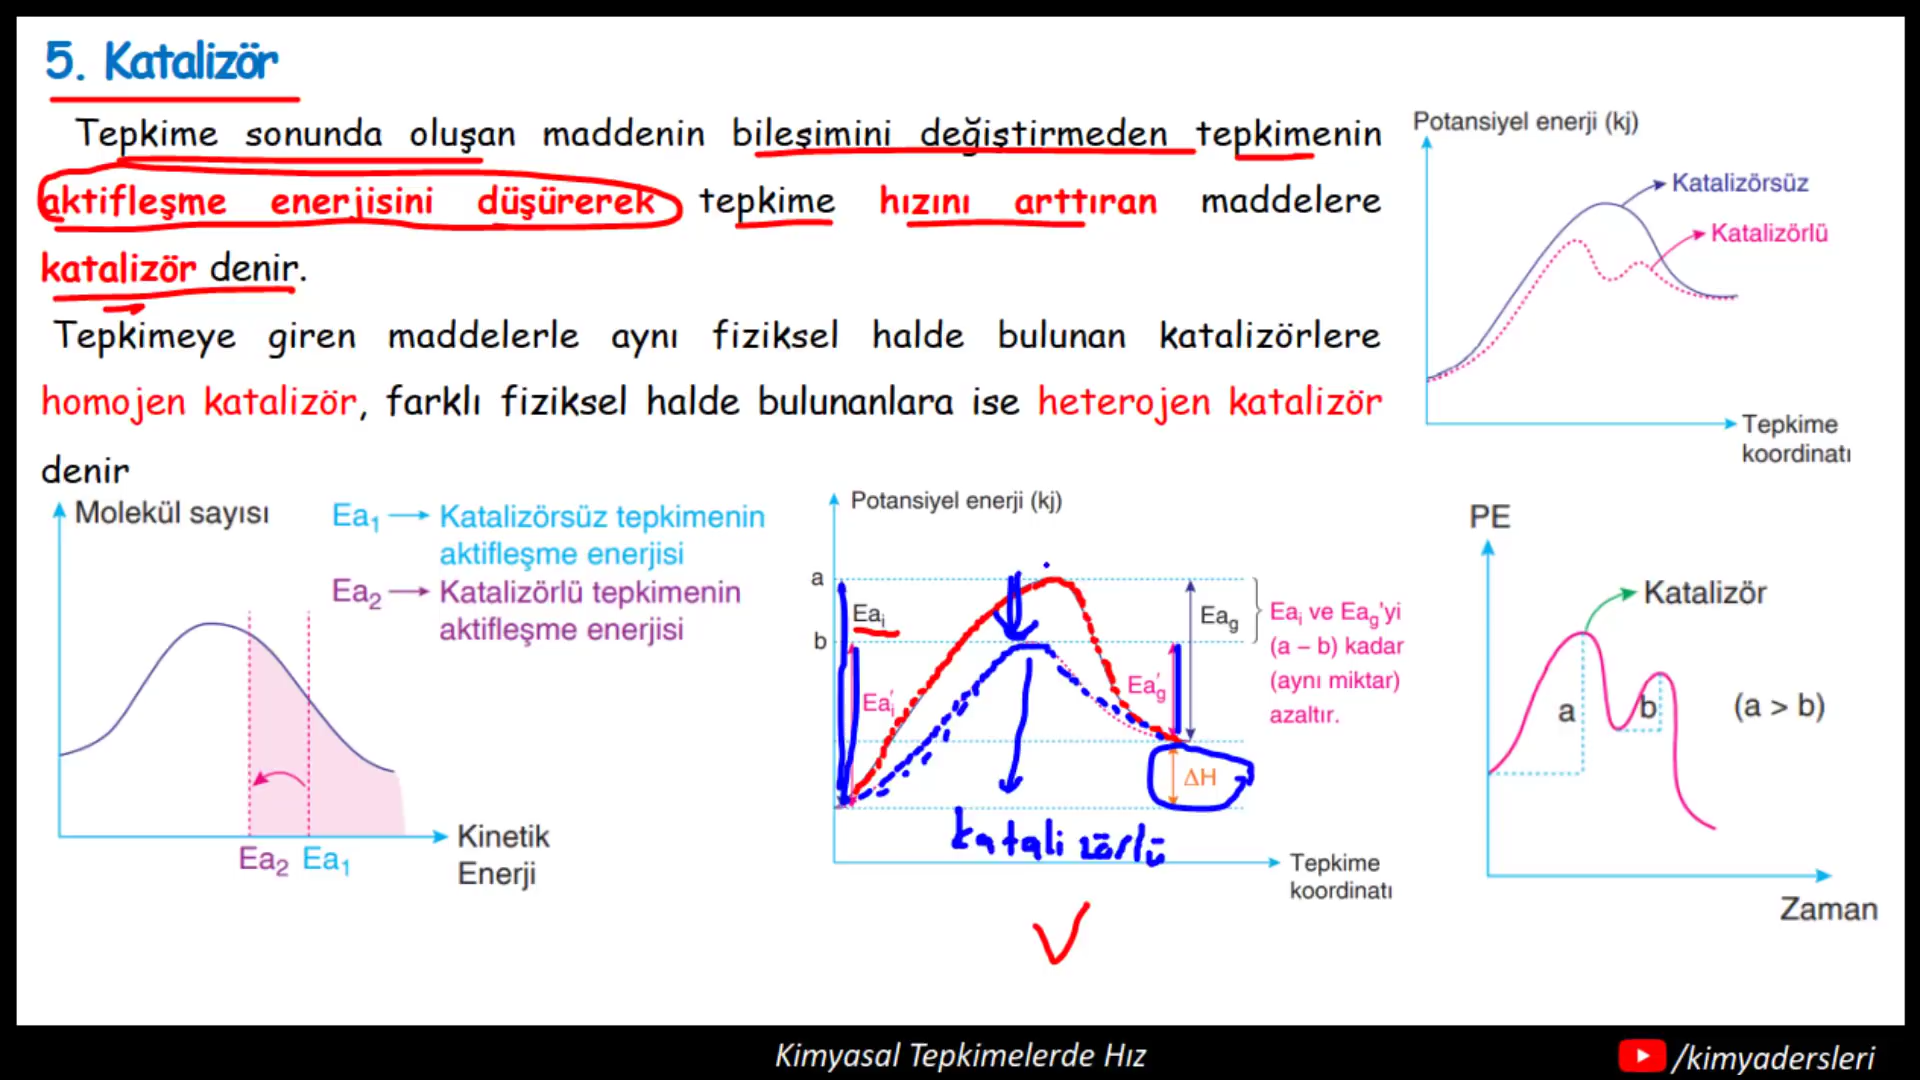 5. Katalizör
Tepkime sonunda oluşan maddenin bileşimini değiştirmeden tepkimenin
aktifleşme enerjisini düşürerek tepkime hızını arttıran maddelere
katalizör denir.
Tepkimeye giren maddelerle aynı fiziksel halde bulunan katalizörlere
homojen katalizör, farklı fiziksel halde bulunanlara ise heterojen katalizör
denir
Potansiyel enerji (kj)
Katalizörsüz
Katalizörlü
Tepkime
koordinatı
Molekül sayısı
Ea₁ → Katalizörsüz tepkimenin
aktifleşme enerjisi
Ea₂ → Katalizörlü tepkimenin
aktifleşme enerjisi
Ea₂ Ea₁
Kinetik
Enerji
Potansiyel enerji (kj)
a
b
Eaᵢ
Ea'ᵢ
Ea'g
Eag
ΔH
Eaᵢ ve Eag'yi
(a – b) kadar
(aynı miktar)
azaltır.
katalizörlü
Tepkime
koordinatı
PE
Katalizör
a
b
(a > b)
Zaman
Kimyasal Tepkimelerde Hız
/kimyadersleri